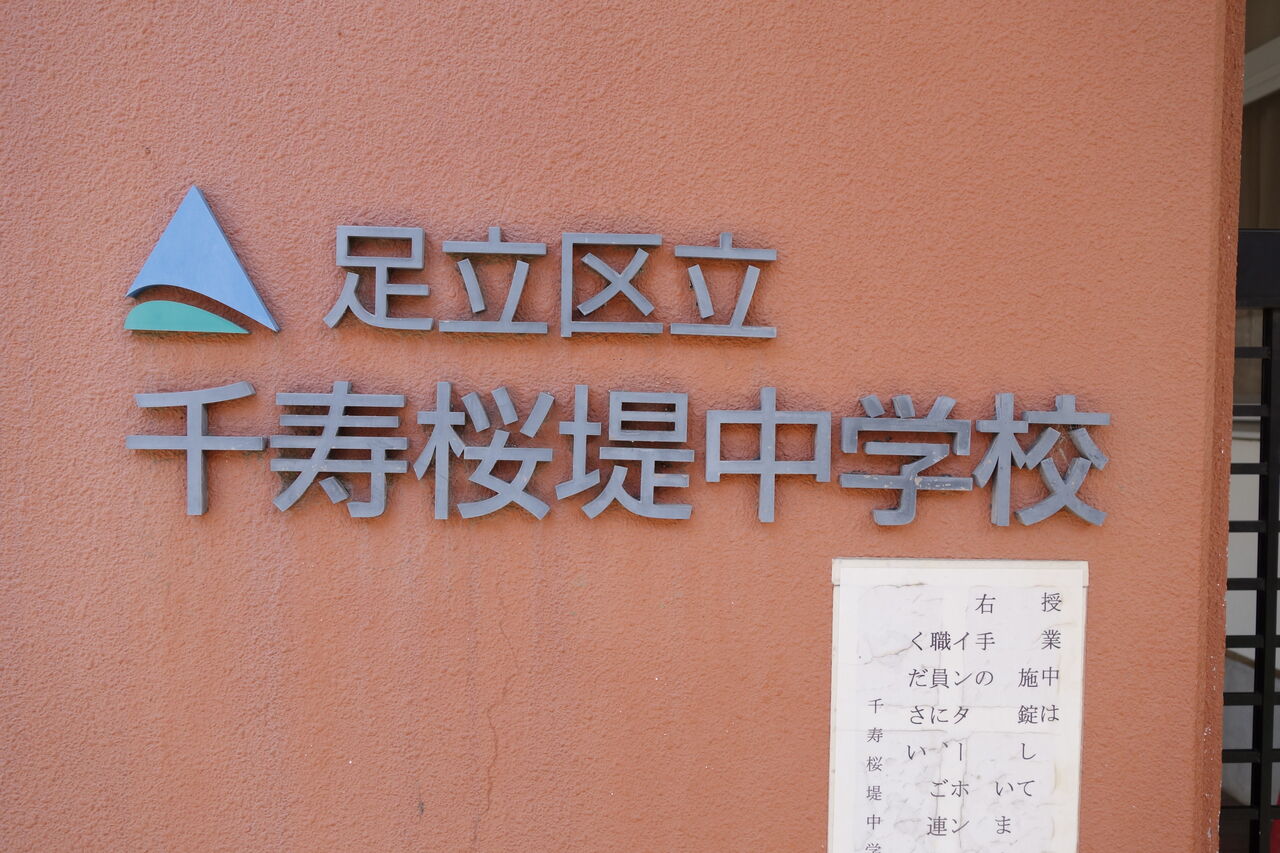 足立区立
千寿桜堤中学校
授業中は
施錠して
いま
右手の
インターホン
職員に、ご連
ください
千寿桜堤中学